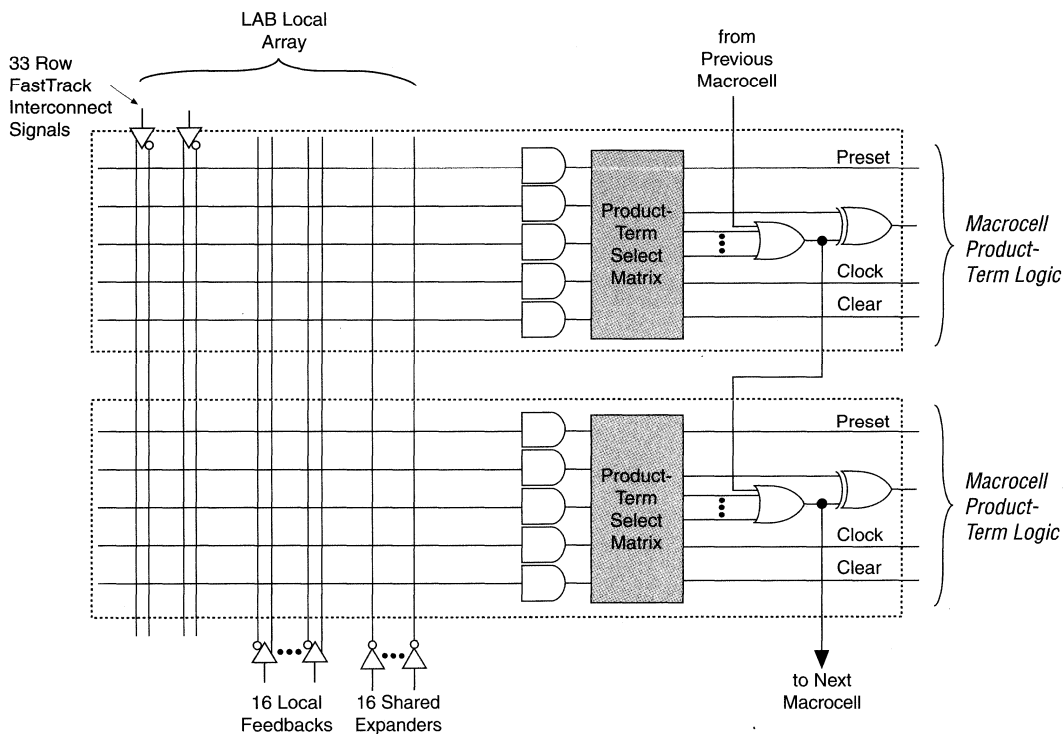 LAB Local
Array
33 Row
FastTrack
Interconnect
Signals
from
Previous
Macrocell
Preset
Product-
Term
Select
Matrix
Clock
Clear
Macrocell
Product-
Term Logic
Preset
Product-
Term
Select
Matrix
Clock
Clear
Macrocell
Product-
Term Logic
16 Local
Feedbacks
16 Shared
Expanders
to Next
Macrocell